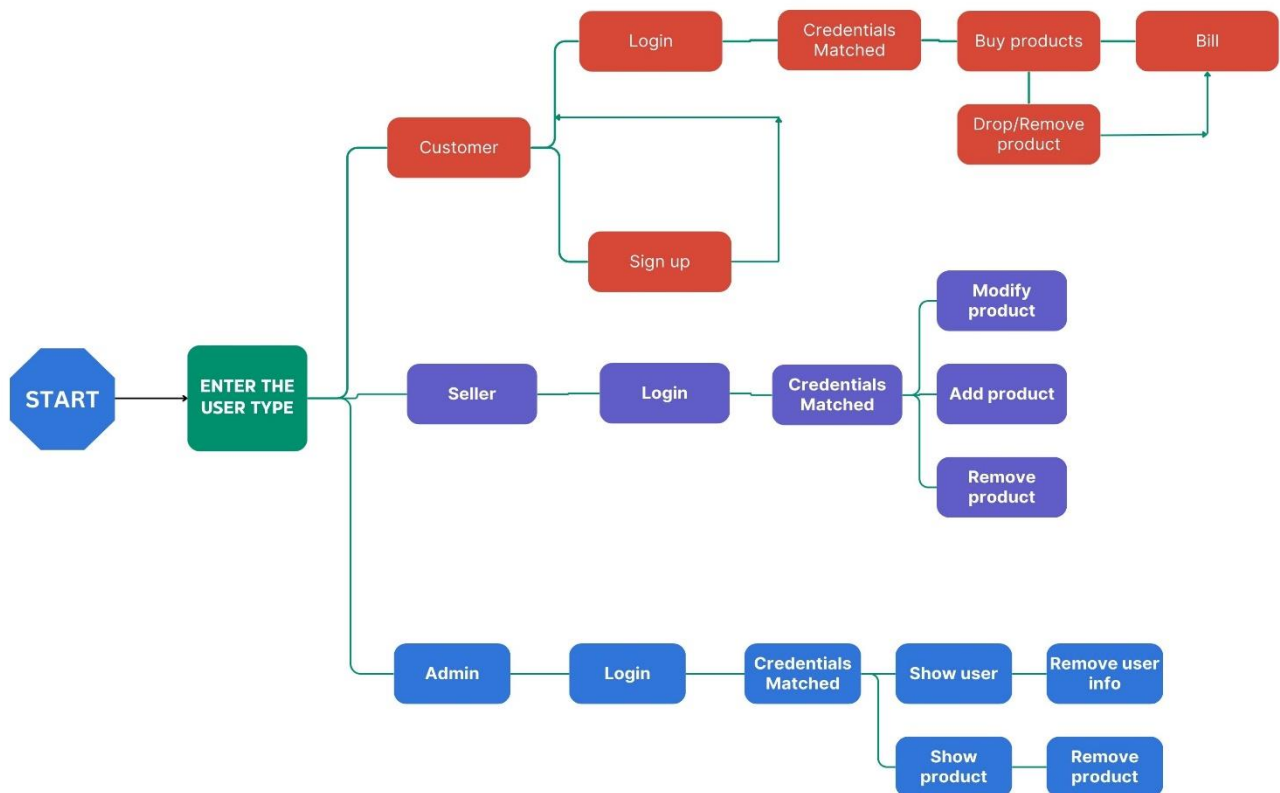 START
ENTER THE
USER TYPE
Customer
Login
Credentials
Matched
Buy products
Bill
Drop/Remove
product
Sign up
Seller
Login
Credentials
Matched
Modify
product
Add product
Remove
product
Admin
Login
Credentials
Matched
Show user
Remove user
info
Show
product
Remove
product